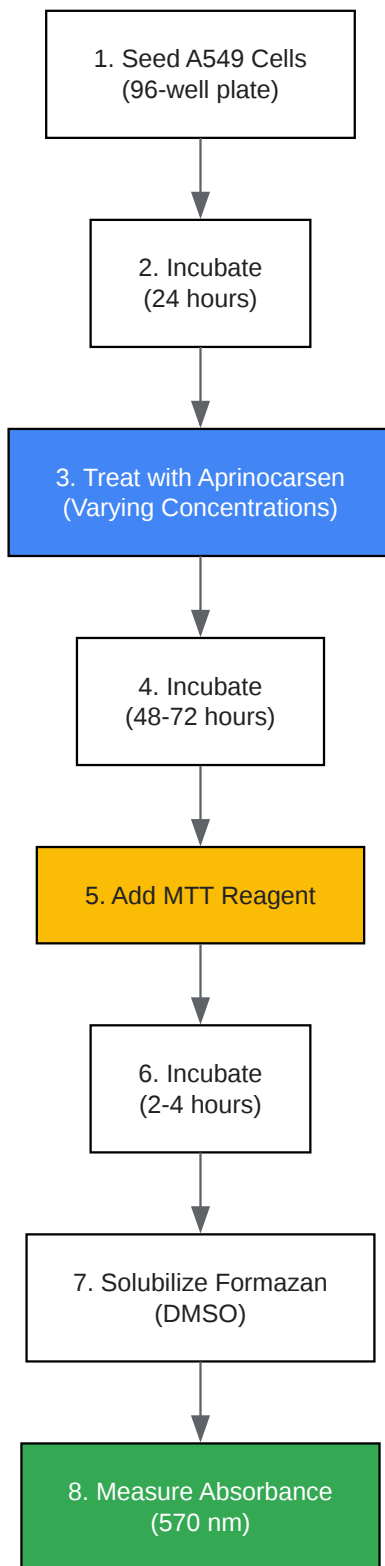 1. Seed A549 Cells
(96-well plate)
2. Incubate
(24 hours)
3. Treat with Aprinocarsen
(Varying Concentrations)
4. Incubate
(48-72 hours)
5. Add MTT Reagent
6. Incubate
(2-4 hours)
7. Solubilize Formazan
(DMSO)
8. Measure Absorbance
(570 nm)